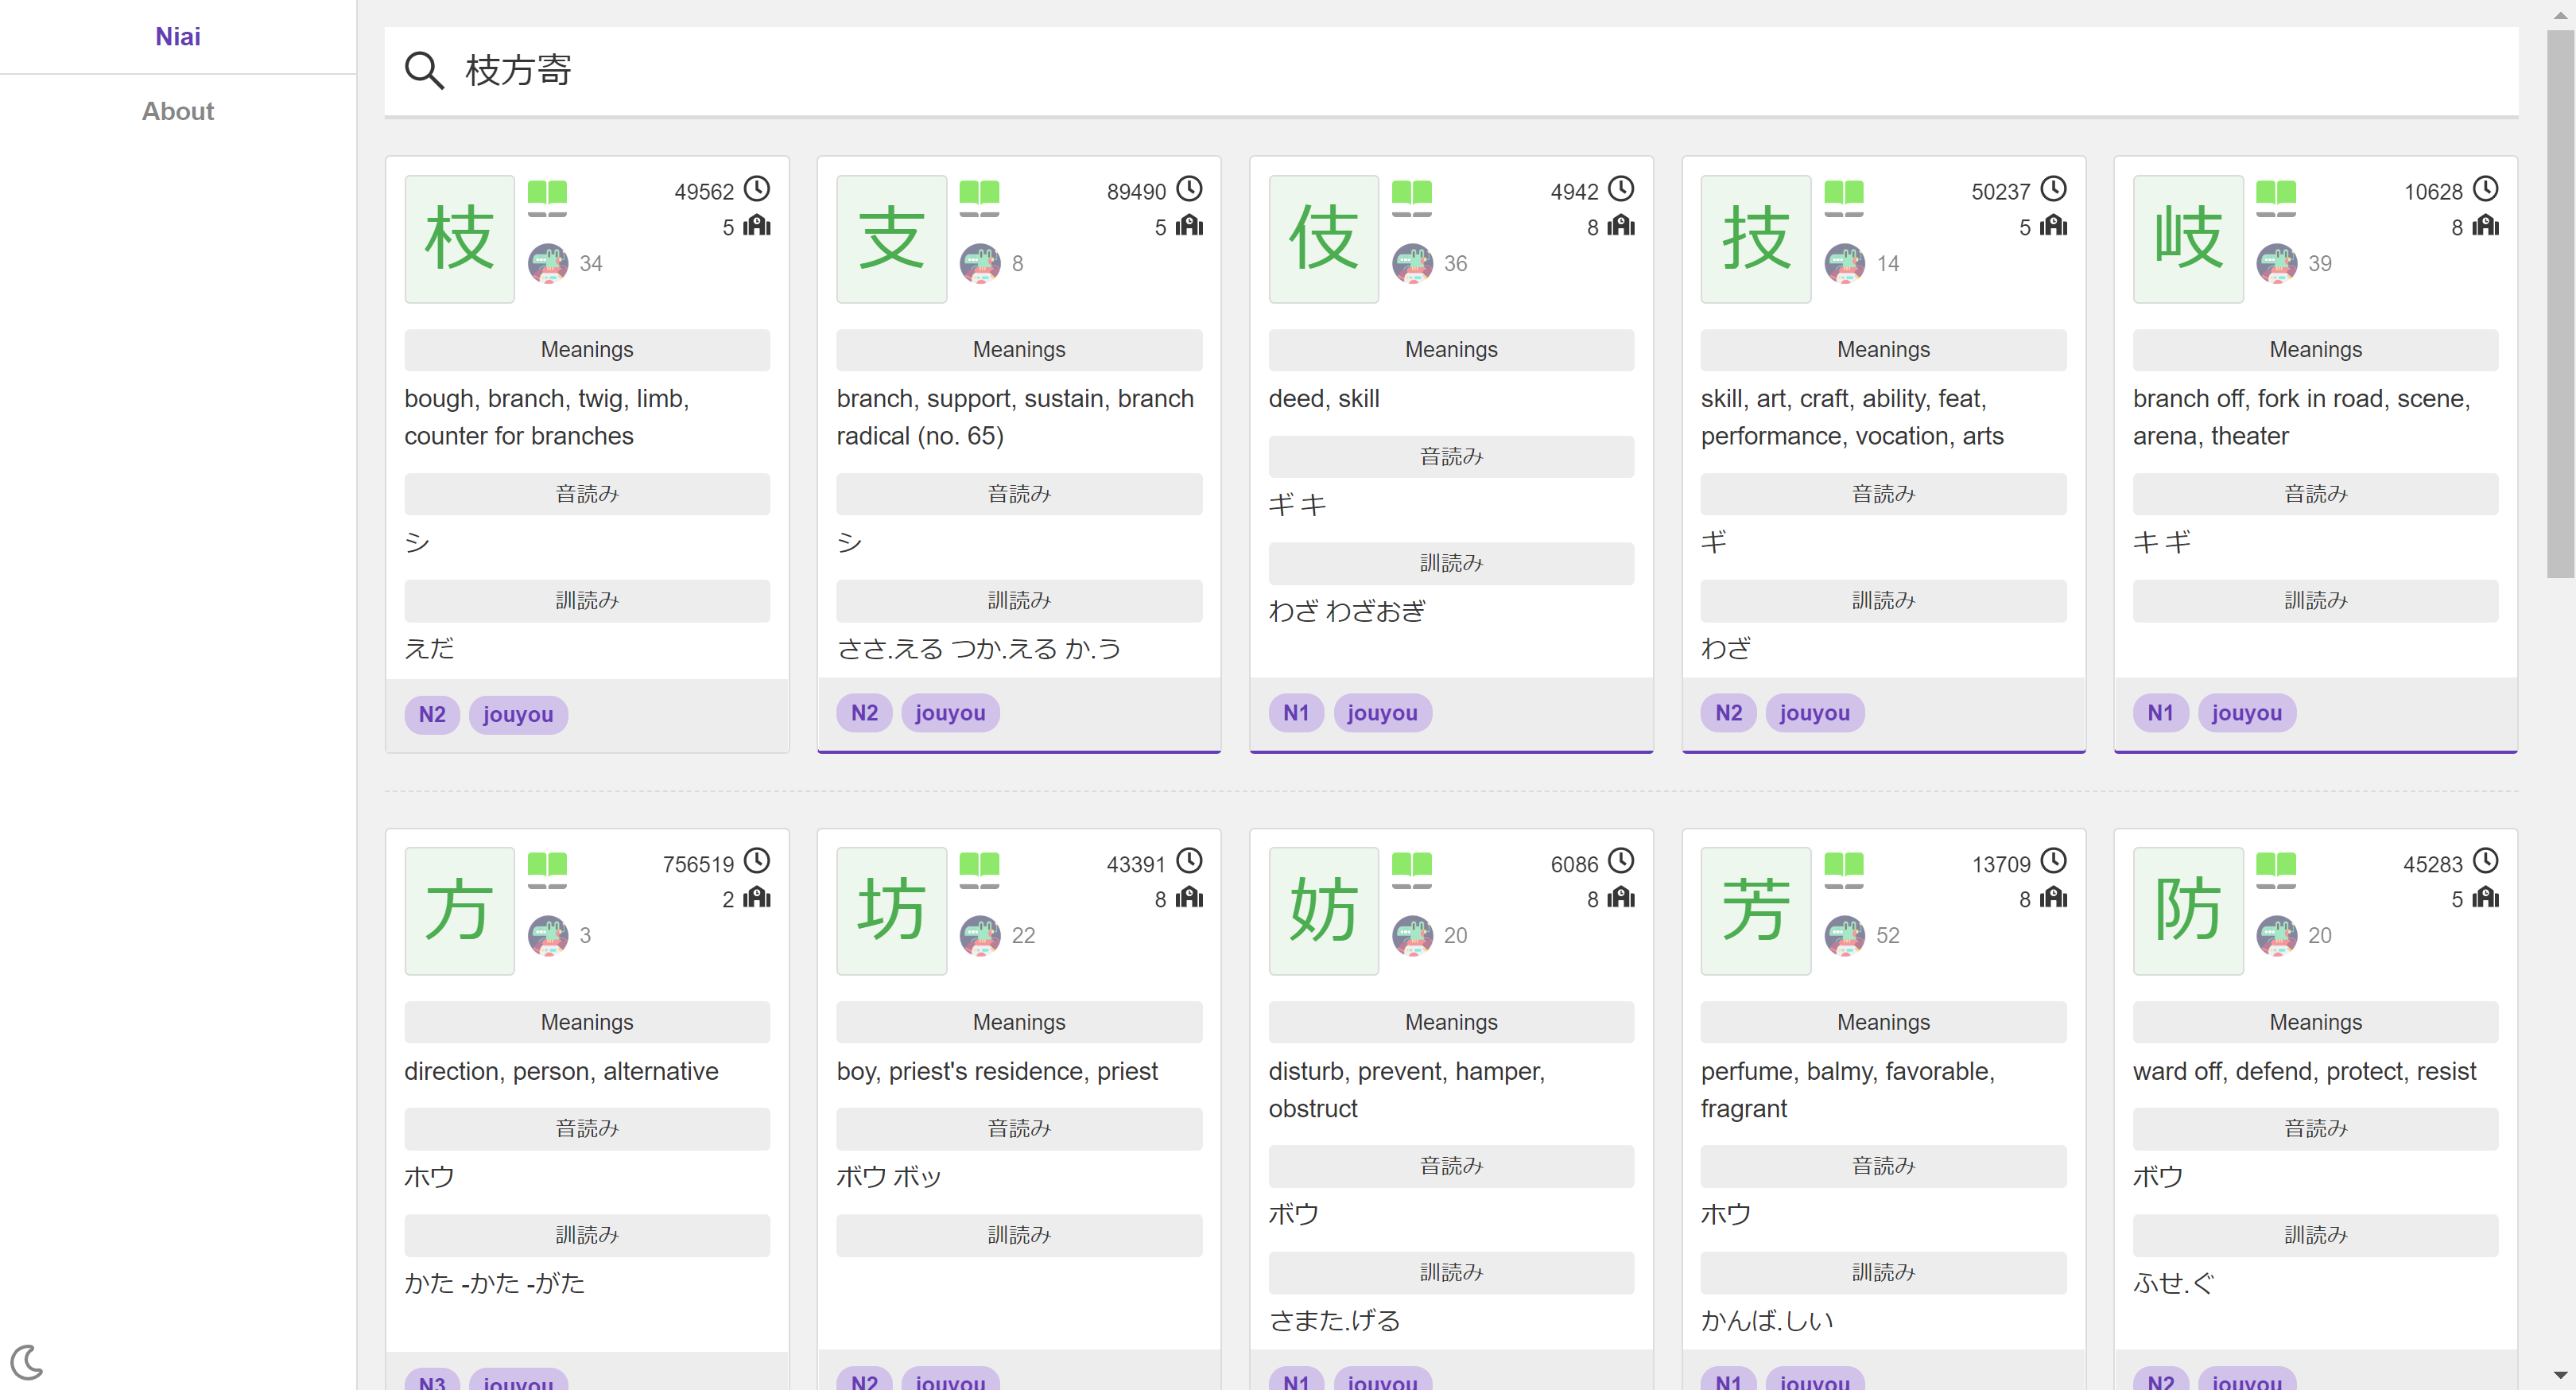 Niai
About
枝方寄
枝
49562
5
34
Meanings
bough, branch, twig, limb,
counter for branches
音読み
シ
訓読み
えだ
N2 jouyou
支
89490
5
8
Meanings
branch, support, sustain, branch
radical (no. 65)
音読み
シ
訓読み
ささ.える つか.える か.う
N2 jouyou
伎
4942
8
36
Meanings
deed, skill
音読み
ギ キ
訓読み
わざ わざおぎ
N1 jouyou
技
50237
5
14
Meanings
skill, art, craft, ability, feat,
performance, vocation, arts
音読み
ギ
訓読み
わざ
N2 jouyou
岐
10628
8
39
Meanings
branch off, fork in road, scene,
arena, theater
音読み
キ ギ
訓読み
N1 jouyou
方
756519
2
3
Meanings
direction, person, alternative
音読み
ホウ
訓読み
かた -かた -がた
N3 jouyou
坊
43391
8
22
Meanings
boy, priest's residence, priest
音読み
ボウ ボッ
訓読み
N2 jouyou
妨
6086
8
20
Meanings
disturb, prevent, hamper,
obstruct
音読み
ボウ
訓読み
さまた.げる
N1 jouyou
芳
13709
8
52
Meanings
perfume, balmy, favorable,
fragrant
音読み
ホウ
訓読み
かんば.しい
N1 jouyou
防
45283
5
20
Meanings
ward off, defend, protect, resist
音読み
ボウ
訓読み
ふせ.ぐ
N2 jouyou